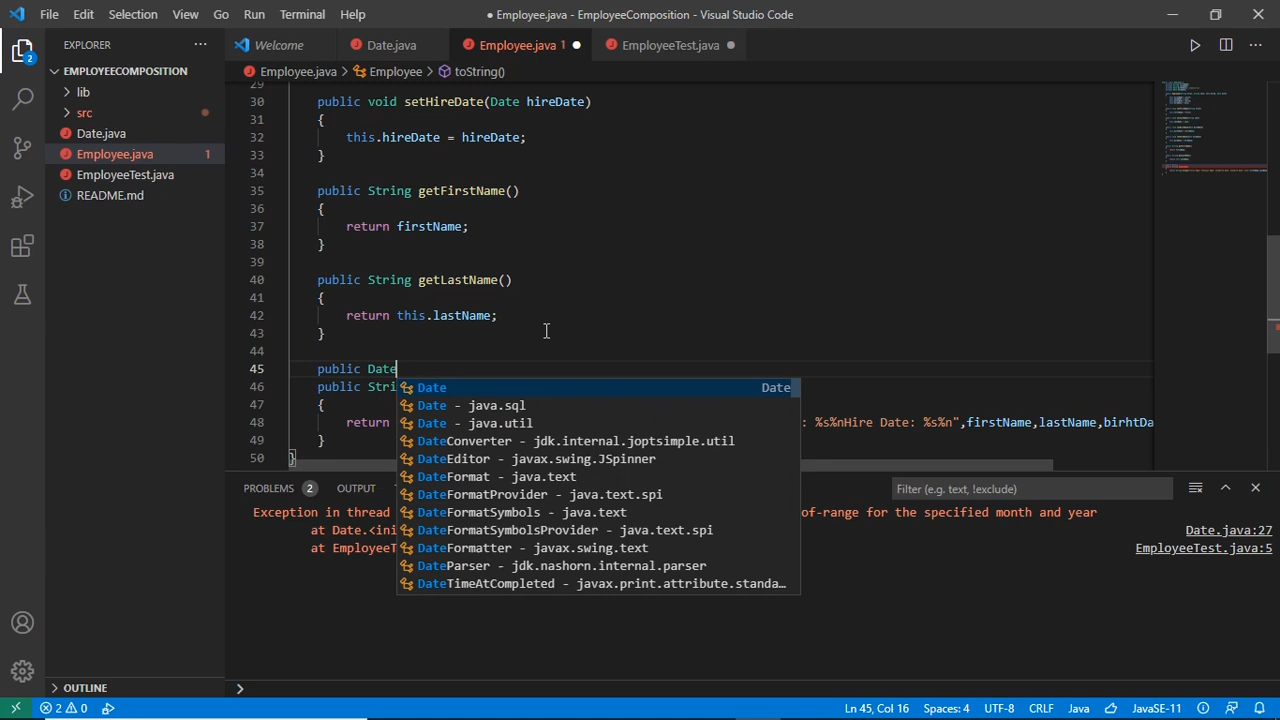 File Edit Selection View Go Run Terminal Help ● Employee.java - EmployeeComposition - Visual Studio Code
EXPLORER ···
Welcome Date.java Employee.java 1 ● EmployeeTest.java ●
EMPLOYEECOMPOSITION
Employee.java > Employee > toString()
lib
src
Date.java
Employee.java 1
EmployeeTest.java
README.md
2
29
30 public void setHireDate(Date hireDate)
31 {
32 this.hireDate = hireDate;
33 }
34
35 public String getFirstName()
36 {
37 return firstName;
38 }
39
40 public String getLastName()
41 {
42 return this.lastName;
43 }
44
45 public Date
46 public Stri
47 {
48 return : %s%nHire Date: %s%n",firstName,lastName,birhtDa
49 }
50 }
Date Date
Date - java.sql
Date - java.util
DateConverter - jdk.internal.joptsimple.util
DateEditor - javax.swing.JSpinner
DateFormat - java.text
DateFormatProvider - java.text.spi
DateFormatSymbols - java.text
DateFormatSymbolsProvider - java.text.spi
DateFormatter - javax.swing.text
DateParser - jdk.nashorn.internal.parser
DateTimeAtCompleted - javax.print.attribute.standa…
PROBLEMS 2 OUTPUT Filter (e.g. text, !exclude)
Exception in thread of-range for the specified month and year
at Date.<ini Date.java:27
at EmployeeT EmployeeTest.java:5
OUTLINE
2 0 Ln 45, Col 16 Spaces: 4 UTF-8 CRLF Java JavaSE-11